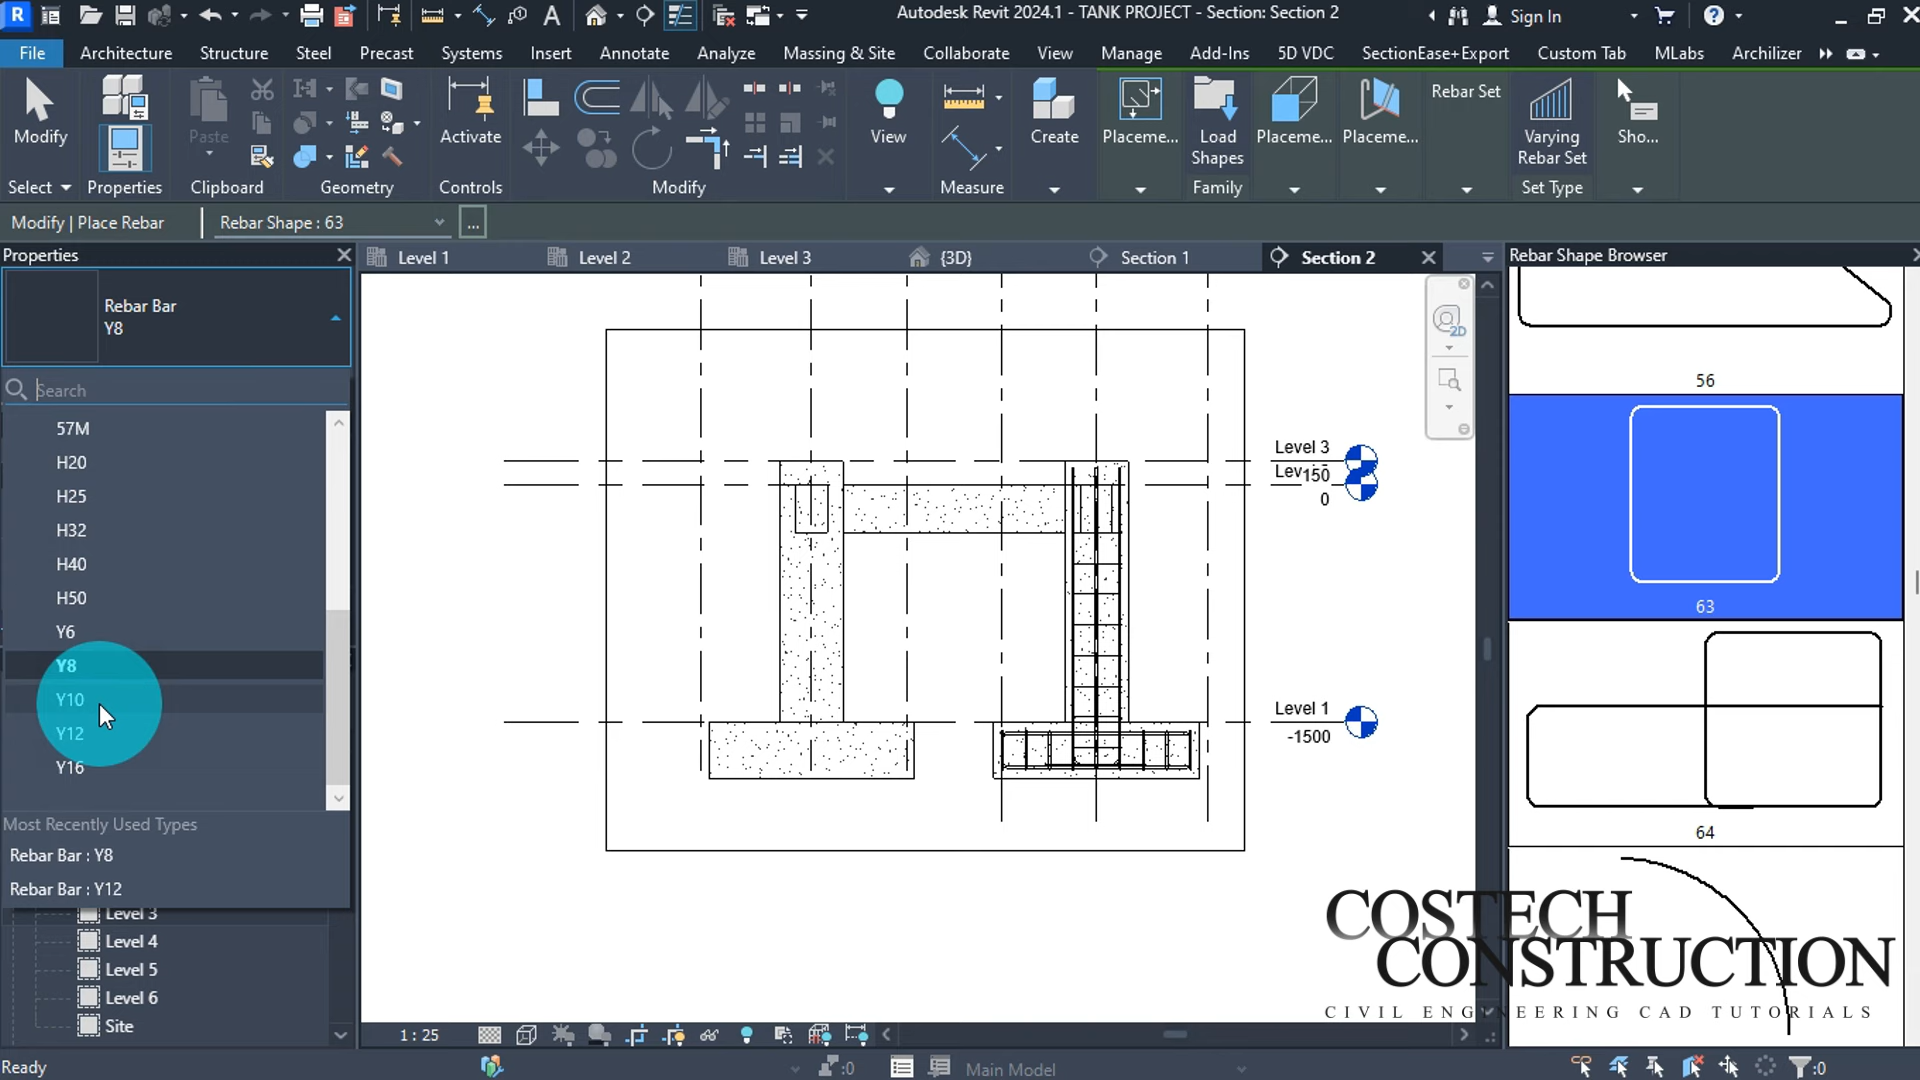 Autodesk Revit 2024.1 - TANK PROJECT - Section: Section 2
Sign In
File Architecture Structure Steel Precast Systems Insert Annotate Analyze Massing & Site Collaborate View Manage Add-Ins 5D VDC SectionEase+Export Custom Tab MLabs Archilizer
Modify Paste Activate View Create Placeme... Load Shapes Placeme... Placeme... Rebar Set Varying Rebar Set Sho...
Select Properties Clipboard Geometry Controls Modify Measure Family Set Type
Modify | Place Rebar Rebar Shape : 63 ...
Properties
Level 1 Level 2 Level 3 {3D} Section 1 Section 2
Rebar Shape Browser
Rebar Bar
Y8
Search
57M
H20
H25
H32
H40
H50
Y6
Y8
Y10
Y12
Y16
Most Recently Used Types
Rebar Bar : Y8
Rebar Bar : Y12
Level 3
Level 4
Level 5
Level 6
Site
2D
Level 3
150
0
Level 1
-1500
56
63
64
COSTECH
CONSTRUCTION
CIVIL ENGINEERING CAD TUTORIALS
1 : 25
Ready
:0
Main Model
:0